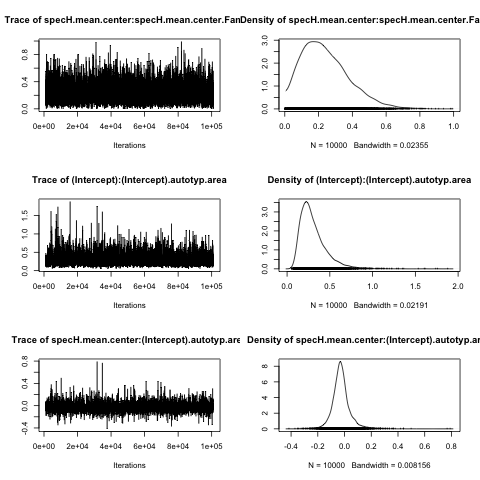 Trace of specH.mean.center:specH.mean.center.Fam
Density of specH.mean.center:specH.mean.center.Fa
0.0 0.4 0.8
0e+00 2e+04 4e+04 6e+04 8e+04 1e+05
Iterations
0.0 1.0 2.0 3.0
0.0 0.2 0.4 0.6 0.8 1.0
N = 10000 Bandwidth = 0.02355
Trace of (Intercept):(Intercept).autotyp.area
Density of (Intercept):(Intercept).autotyp.area
0.0 0.5 1.0 1.5
0e+00 2e+04 4e+04 6e+04 8e+04 1e+05
Iterations
0.0 1.0 2.0 3.0
0.0 0.5 1.0 1.5 2.0
N = 10000 Bandwidth = 0.02191
Trace of specH.mean.center:(Intercept).autotyp.are
Density of specH.mean.center:(Intercept).autotyp.ar
-0.4 0.0 0.4 0.8
0e+00 2e+04 4e+04 6e+04 8e+04 1e+05
Iterations
0 2 4 6 8
-0.4 -0.2 0.0 0.2 0.4 0.6 0.8
N = 10000 Bandwidth = 0.008156